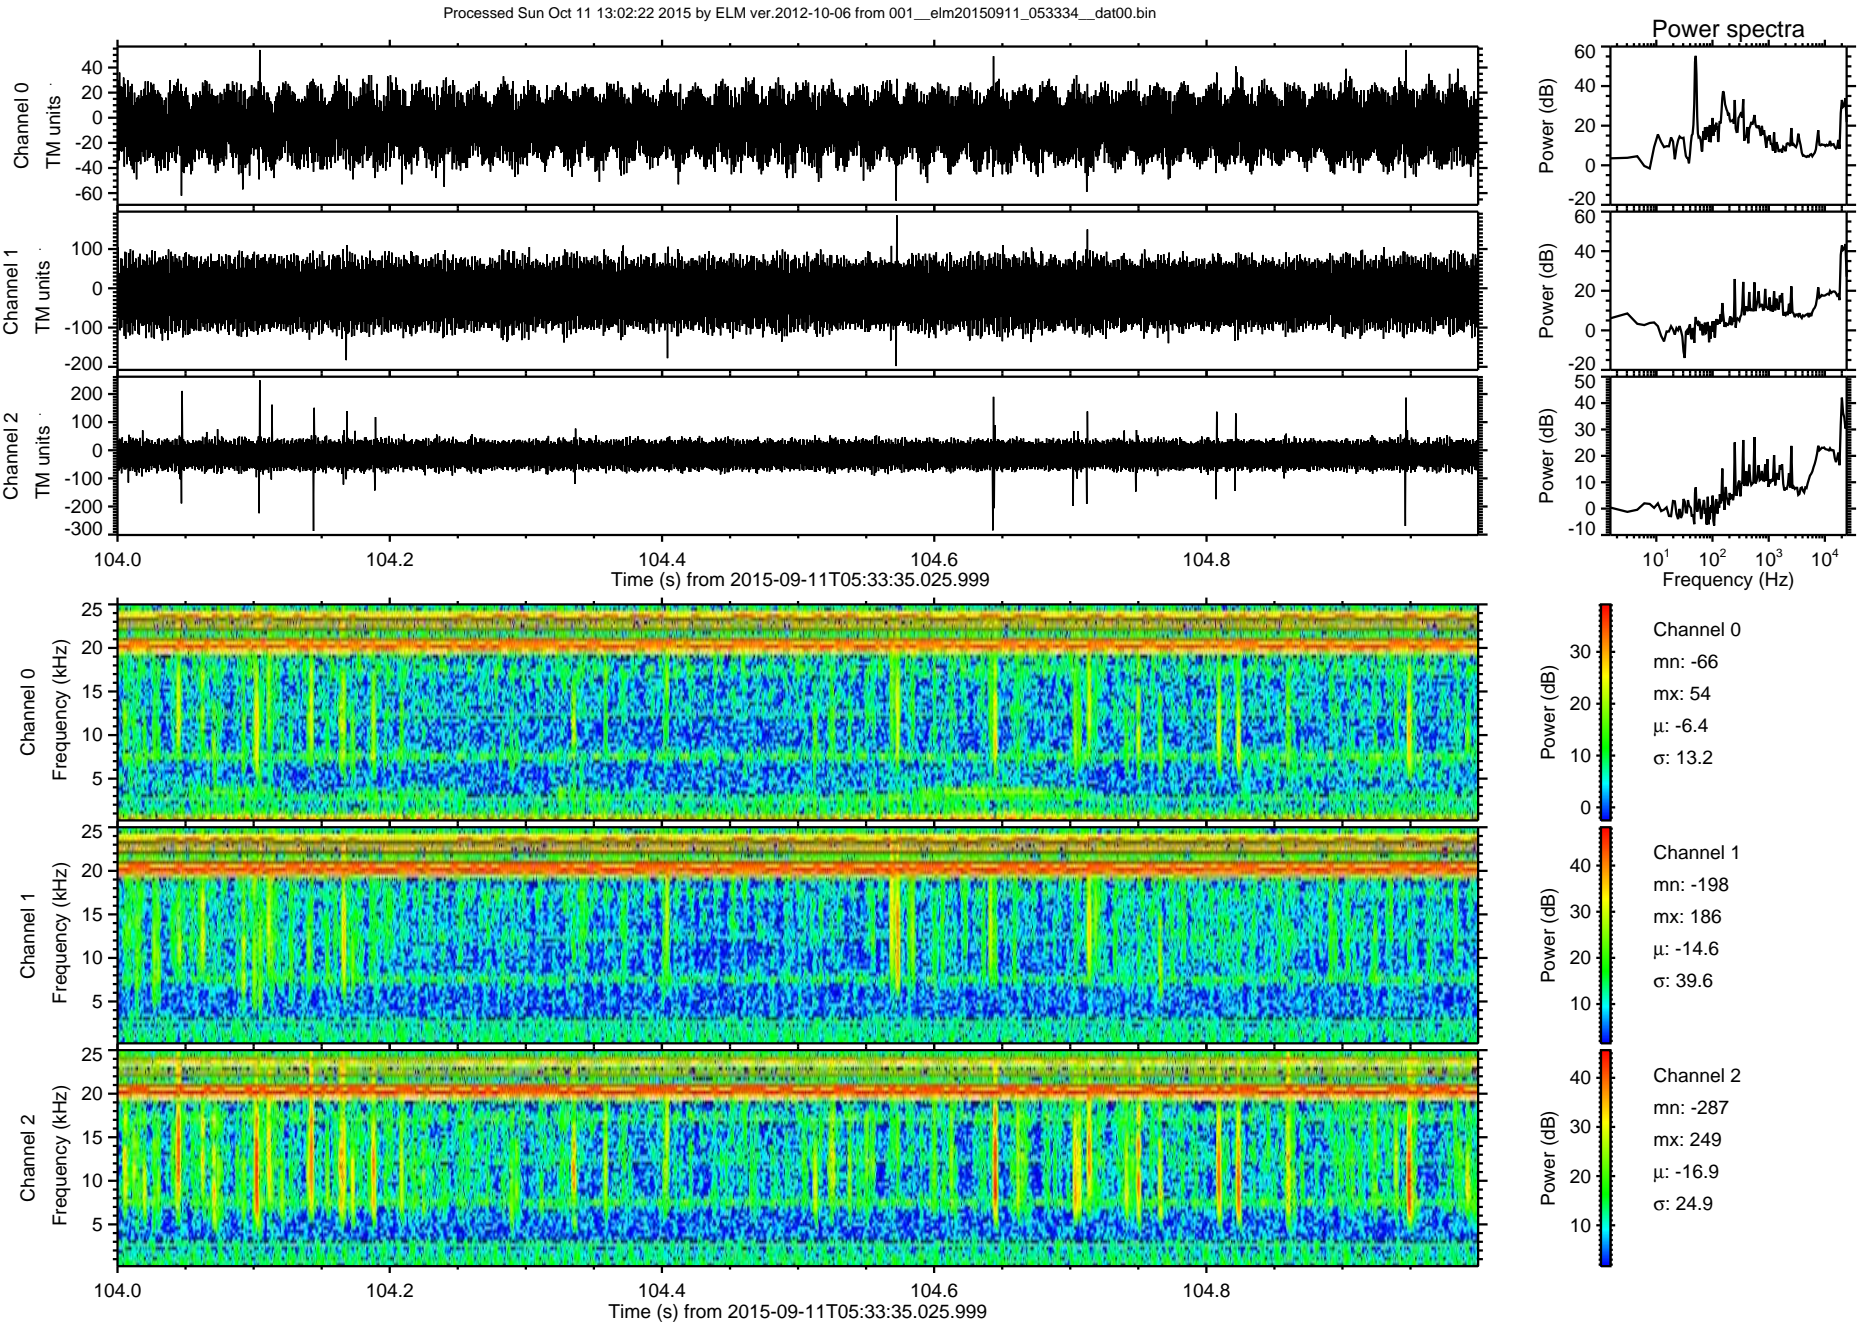 Processed Sun Oct 11 13:02:22 2015 by ELM ver.2012-10-06 from 001__elm20150911_053334__dat00.bin
Power spectra
Channel 0
TM units
40
20
0
-20
-40
-60
Power (dB)
60
40
20
0
-20
Channel 1
TM units
100
0
-100
-200
Power (dB)
60
40
20
0
-20
Channel 2
TM units
200
100
0
-100
-200
-300
Power (dB)
50
40
30
20
10
0
-10
104.0 104.2 104.4 104.6 104.8
Time (s) from 2015-09-11T05:33:35.025.999
10¹ 10² 10³ 10⁴
Frequency (Hz)
Channel 0
Frequency (kHz)
25
20
15
10
5
Power (dB)
30
20
10
0
Channel 0
mn: -66
mx: 54
μ: -6.4
σ: 13.2
Channel 1
Frequency (kHz)
25
20
15
10
5
Power (dB)
40
30
20
10
Channel 1
mn: -198
mx: 186
μ: -14.6
σ: 39.6
Channel 2
Frequency (kHz)
25
20
15
10
5
Power (dB)
40
30
20
10
Channel 2
mn: -287
mx: 249
μ: -16.9
σ: 24.9
104.0 104.2 104.4 104.6 104.8
Time (s) from 2015-09-11T05:33:35.025.999